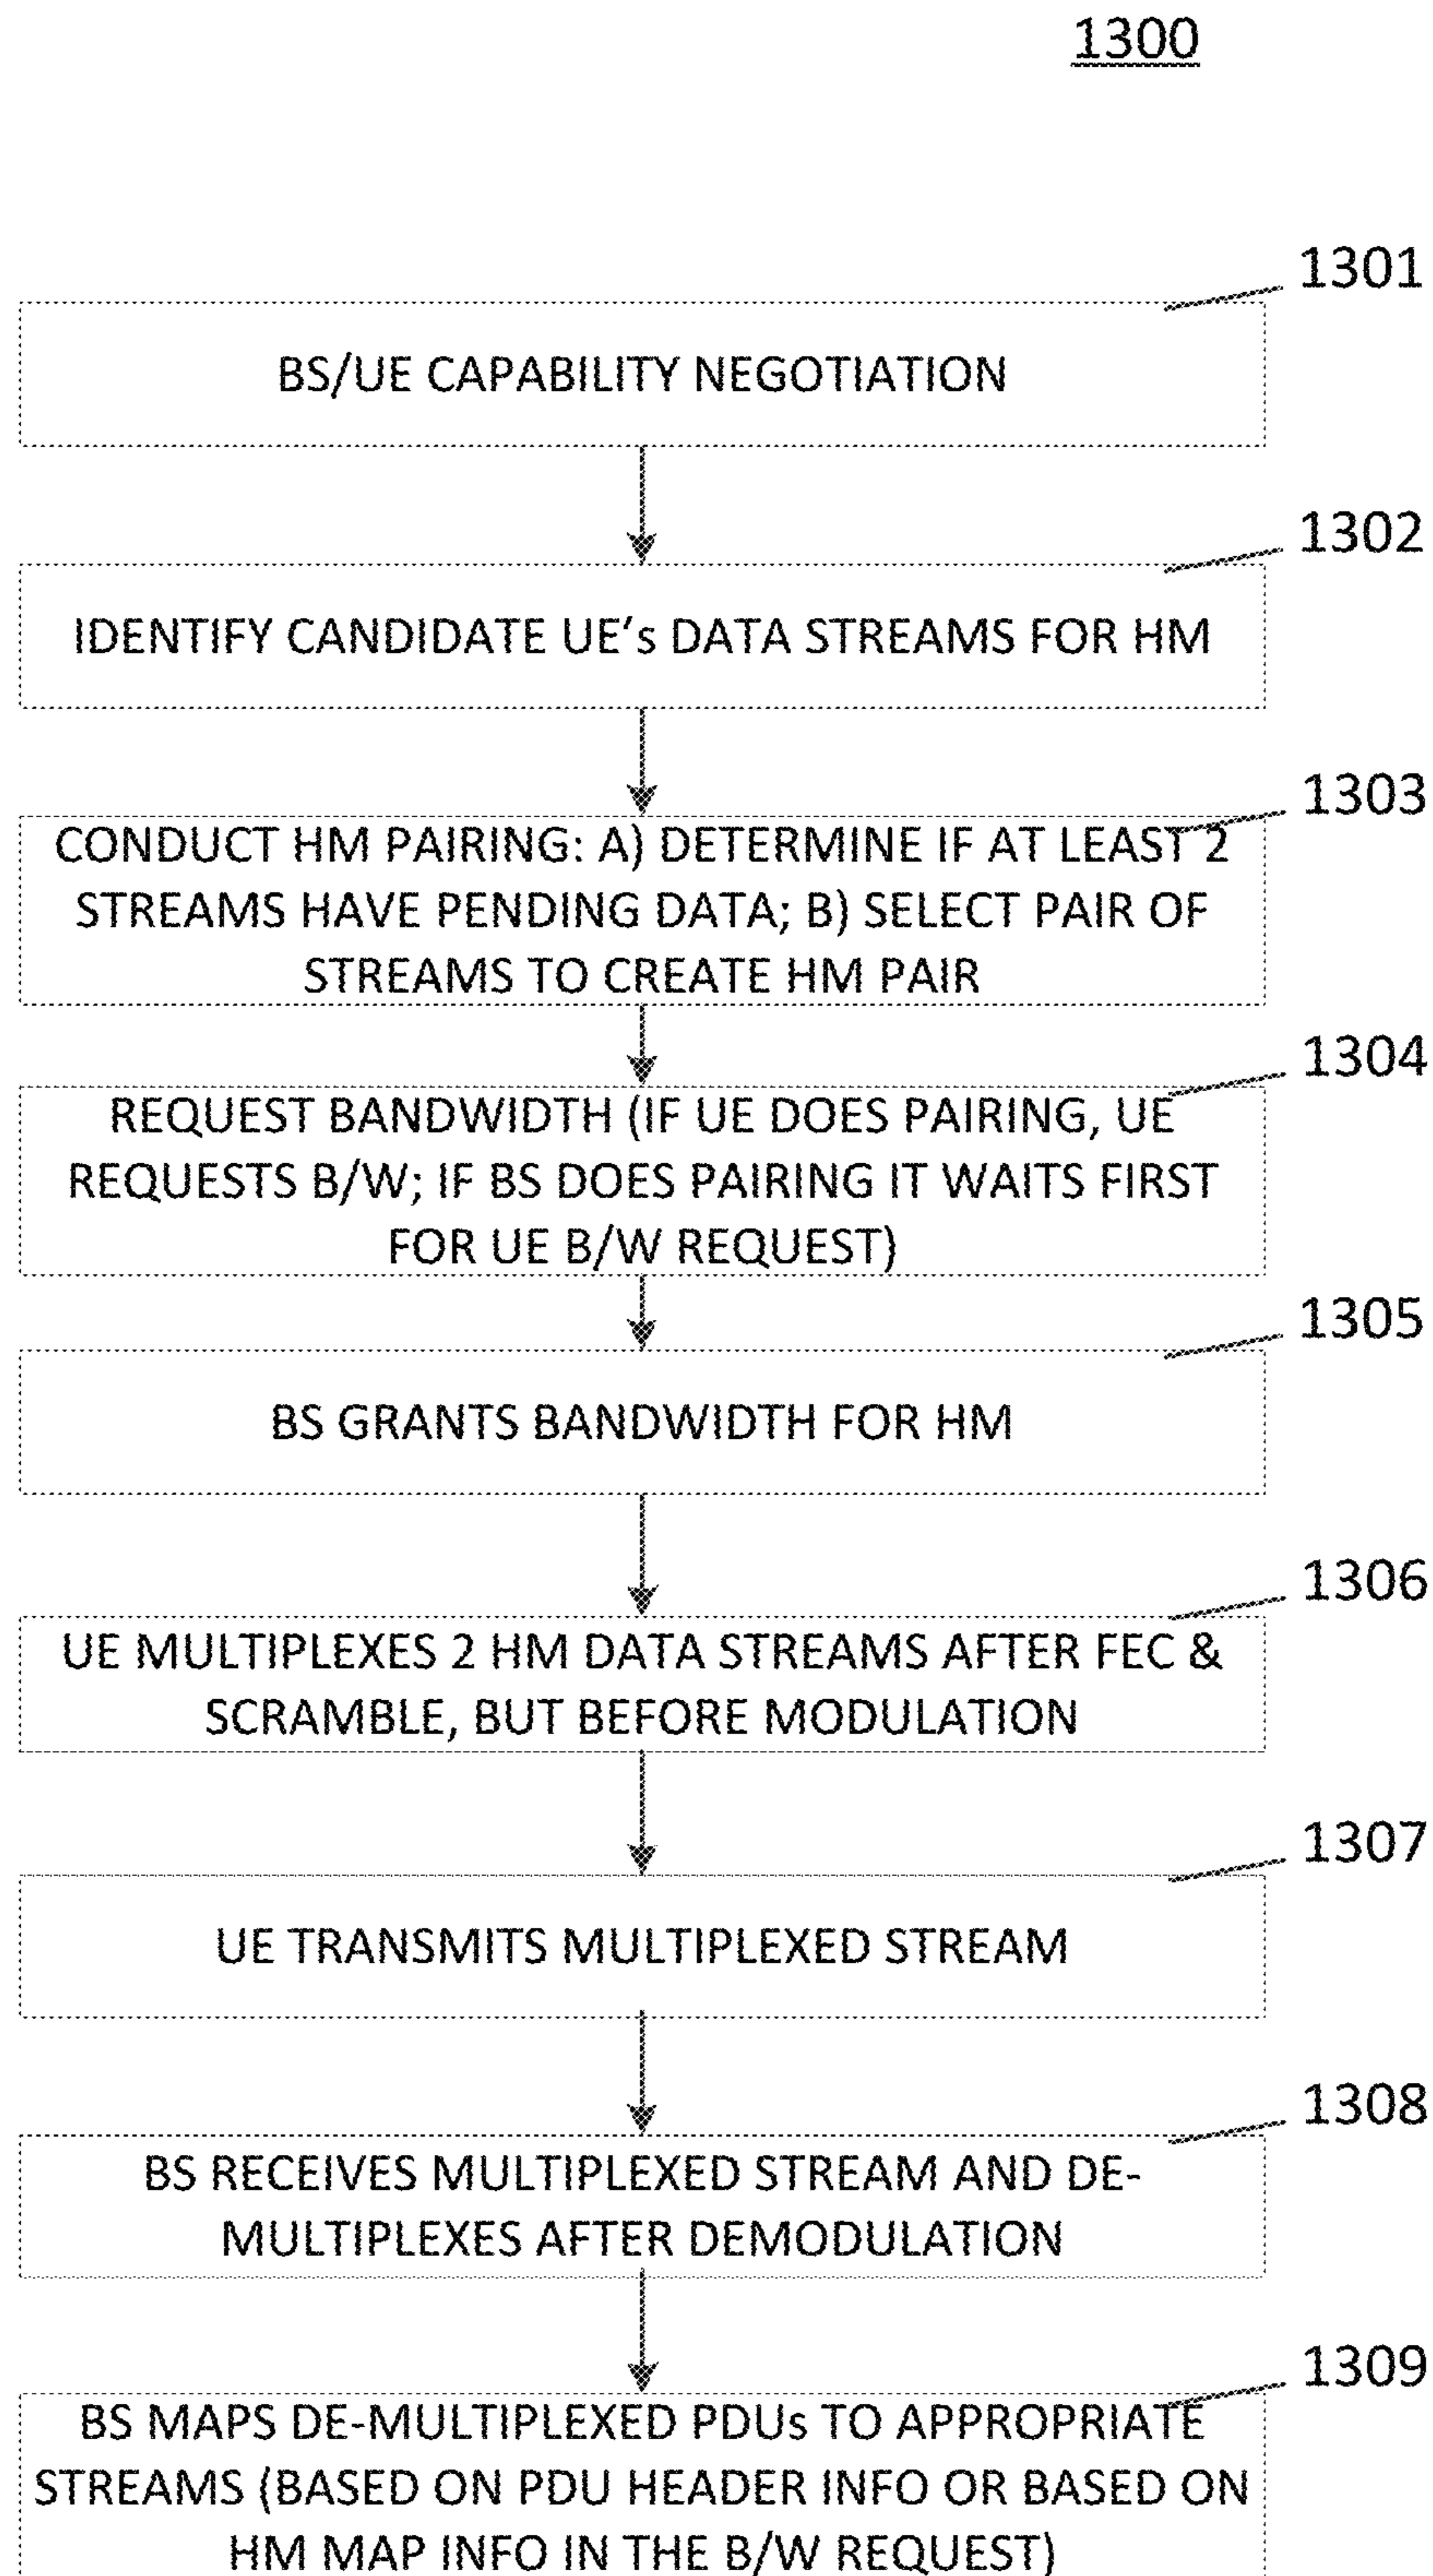 1300
1301
BS/UE CAPABILITY NEGOTIATION
1302
IDENTIFY CANDIDATE UE's DATA STREAMS FOR HM
1303
CONDUCT HM PAIRING: A) DETERMINE IF AT LEAST 2
STREAMS HAVE PENDING DATA; B) SELECT PAIR OF
STREAMS TO CREATE HM PAIR
1304
REQUEST BANDWIDTH (IF UE DOES PAIRING, UE
REQUESTS B/W; IF BS DOES PAIRING IT WAITS FIRST
FOR UE B/W REQUEST)
1305
BS GRANTS BANDWIDTH FOR HM
1306
UE MULTIPLEXES 2 HM DATA STREAMS AFTER FEC &
SCRAMBLE, BUT BEFORE MODULATION
1307
UE TRANSMITS MULTIPLEXED STREAM
1308
BS RECEIVES MULTIPLEXED STREAM AND DE-
MULTIPLEXES AFTER DEMODULATION
1309
BS MAPS DE-MULTIPLEXED PDUs TO APPROPRIATE
STREAMS (BASED ON PDU HEADER INFO OR BASED ON
HM MAP INFO IN THE B/W REQUEST)